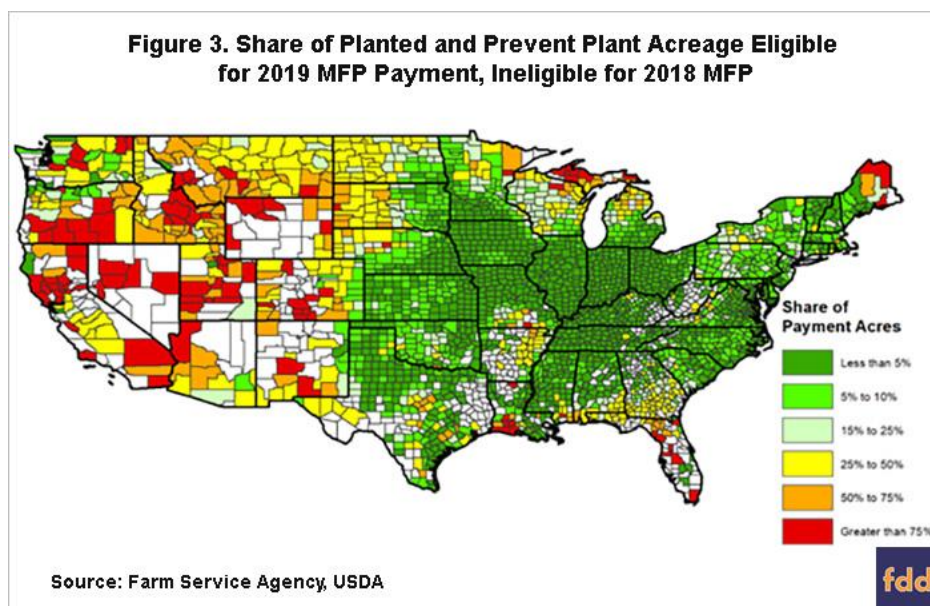 Figure 3. Share of Planted and Prevent Plant Acreage Eligible
for 2019 MFP Payment, Ineligible for 2018 MFP
Share of
Payment Acres
Less than 5%
5% to 10%
15% to 25%
25% to 50%
50% to 75%
Greater than 75%
Source: Farm Service Agency, USDA
fdd